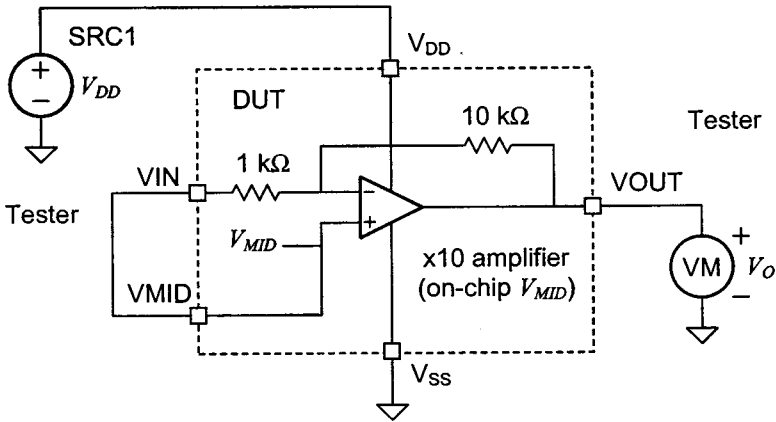 SRC1
V_DD
+
−
V_DD
DUT
10 kΩ
Tester
1 kΩ
VIN
VOUT
Tester
−
+
V_MID
VMID
x10 amplifier
(on-chip V_MID)
VM
+
V_O
−
V_SS